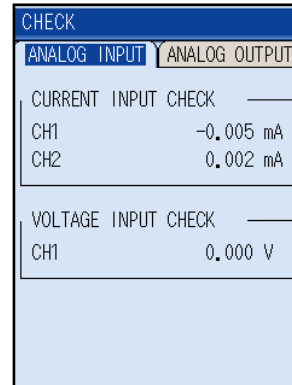 CHECK
ANALOG INPUT ANALOG OUTPUT
CURRENT INPUT CHECK
CH1 -0.005 mA
CH2 0.002 mA
VOLTAGE INPUT CHECK
CH1 0.000 V